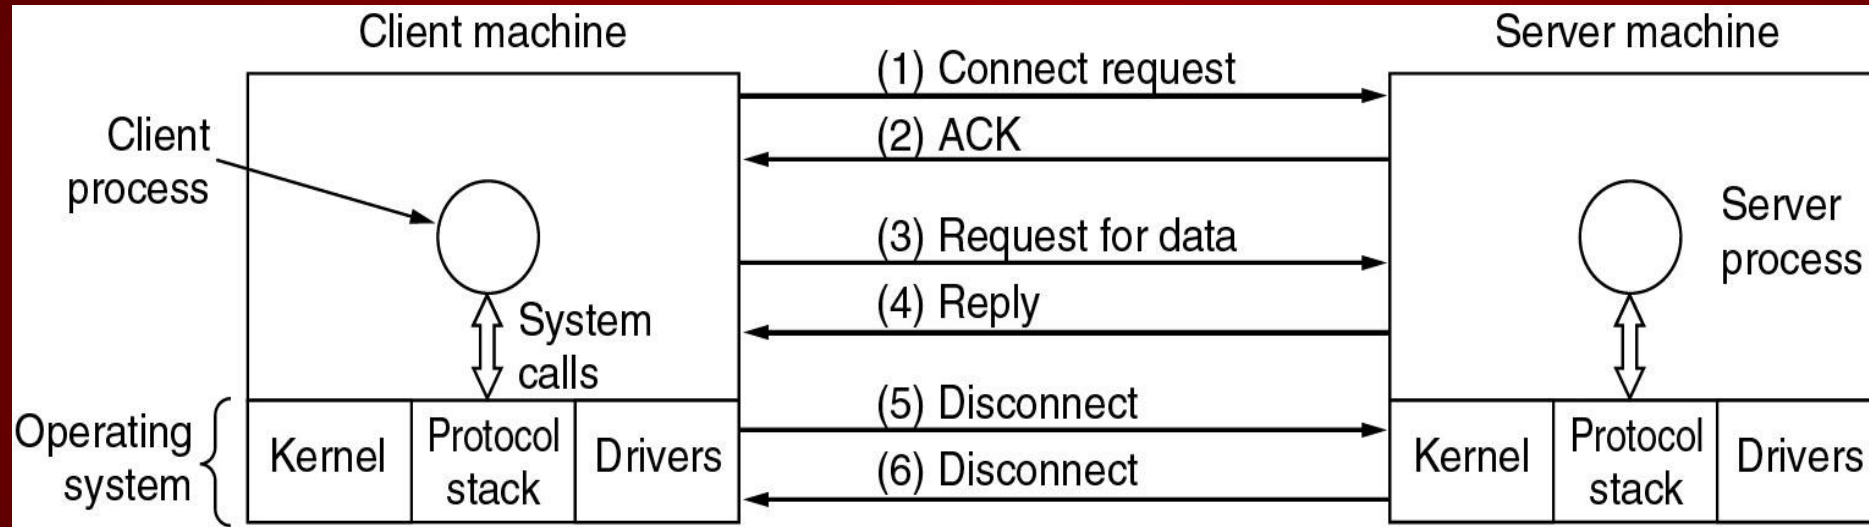 Client machine
Server machine
(1) Connect request
(2) ACK
Client
process
(3) Request for data
Server
process
(4) Reply
System
calls
(5) Disconnect
Operating
system
Kernel
Protocol
stack
Drivers
(6) Disconnect
Kernel
Protocol
stack
Drivers